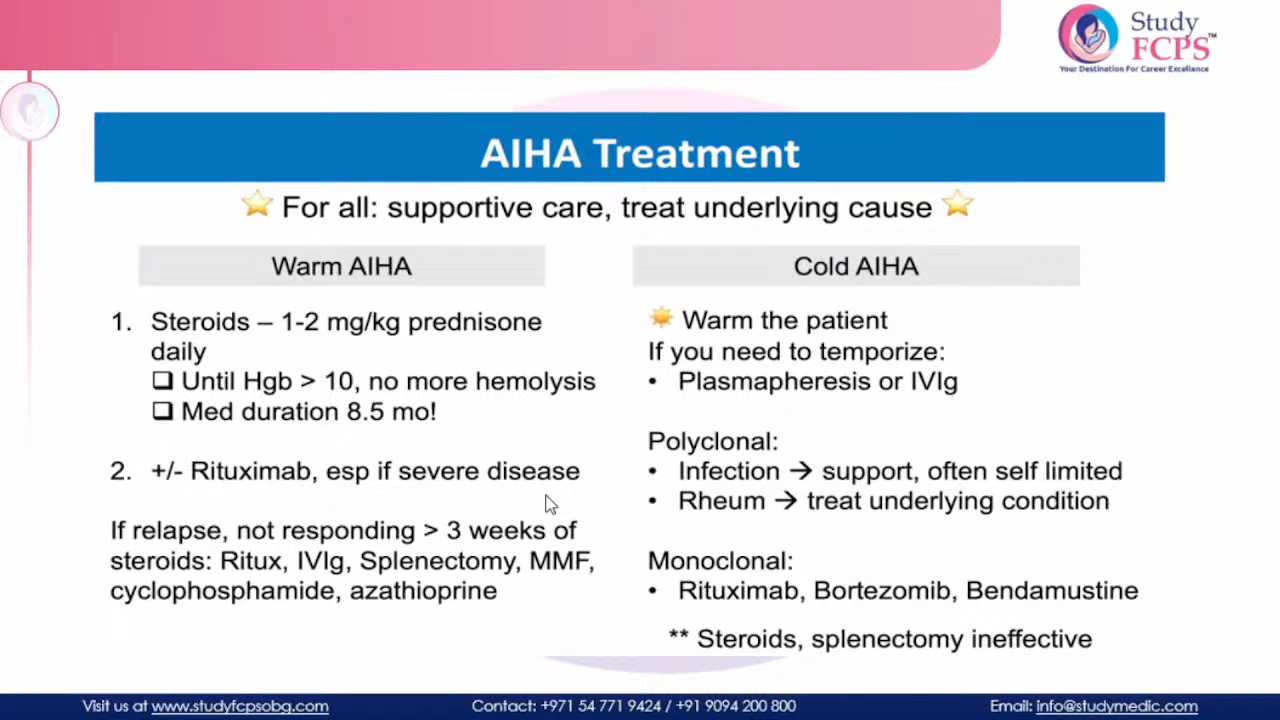 Study
FCPS™
Your Destination For Career Excellence
AIHA Treatment
For all: supportive care, treat underlying cause
Warm AIHA
1. Steroids – 1-2 mg/kg prednisone
daily
❑ Until Hgb > 10, no more hemolysis
❑ Med duration 8.5 mo!
2. +/- Rituximab, esp if severe disease
If relapse, not responding > 3 weeks of
steroids: Ritux, IVIg, Splenectomy, MMF,
cyclophosphamide, azathioprine
Cold AIHA
Warm the patient
If you need to temporize:
• Plasmapheresis or IVIg
Polyclonal:
• Infection → support, often self limited
• Rheum → treat underlying condition
Monoclonal:
• Rituximab, Bortezomib, Bendamustine
** Steroids, splenectomy ineffective
Visit us at www.studyfcpsobg.com
Contact: +971 54 771 9424 / +91 9094 200 800
Email: info@studymedic.com